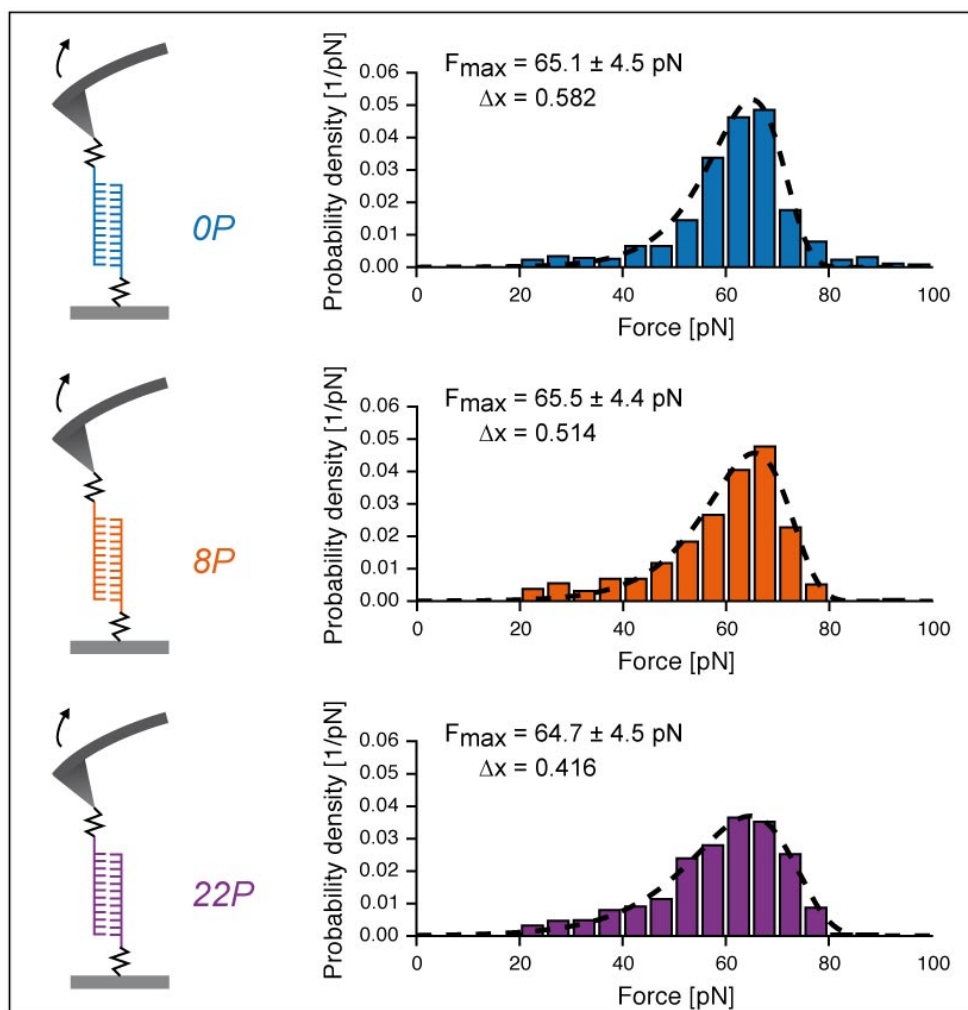 0P
Fmax = 65.1 ± 4.5 pN
Δx = 0.582
Probability density [1/pN]
0.06
0.05
0.04
0.03
0.02
0.01
0.00
0 20 40 60 80 100
Force [pN]
8P
Fmax = 65.5 ± 4.4 pN
Δx = 0.514
Probability density [1/pN]
0.06
0.05
0.04
0.03
0.02
0.01
0.00
0 20 40 60 80 100
Force [pN]
22P
Fmax = 64.7 ± 4.5 pN
Δx = 0.416
Probability density [1/pN]
0.06
0.05
0.04
0.03
0.02
0.01
0.00
0 20 40 60 80 100
Force [pN]